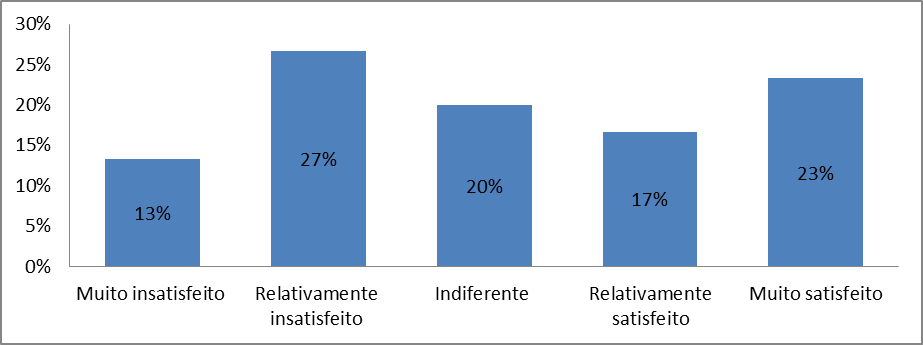 30%
25%
20%
15%
10%
5%
0%
13%
27%
20%
17%
23%
Muito insatisfeito
Relativamente
insatisfeito
Indiferente
Relativamente
satisfeito
Muito satisfeito